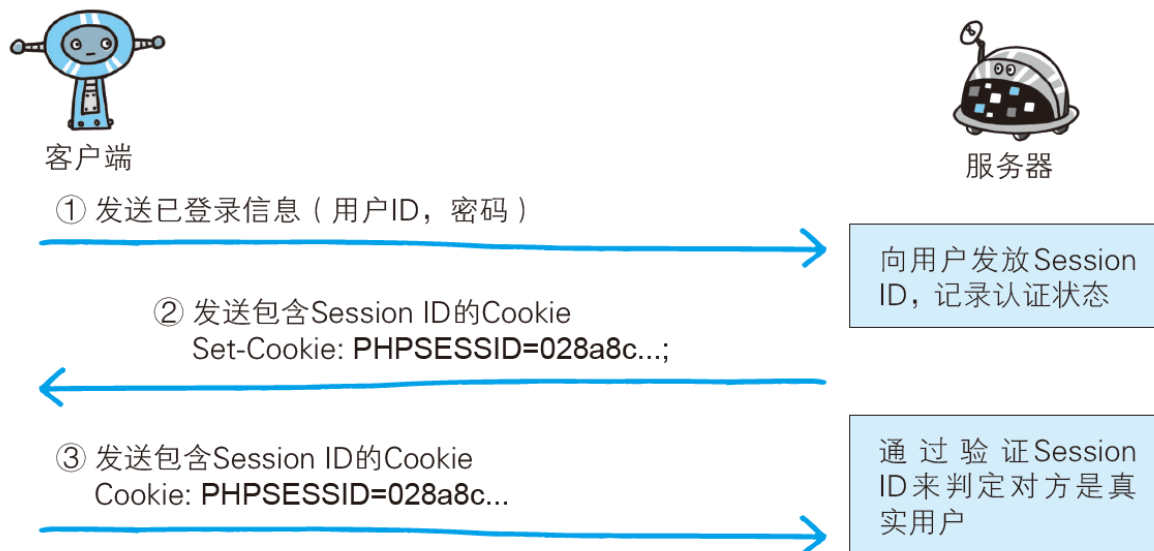 客户端
服务器
① 发送已登录信息（用户ID，密码）
向用户发放Session
ID，记录认证状态
② 发送包含Session ID的Cookie
Set-Cookie: PHPSESSID=028a8c...;
③ 发送包含Session ID的Cookie
Cookie: PHPSESSID=028a8c...
通过验证Session
ID来判定对方是真
实用户